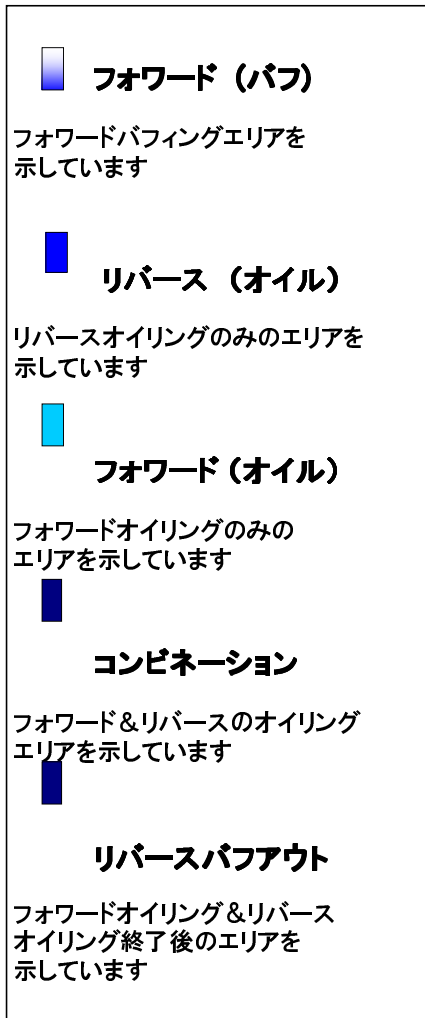 フォワード （バフ）
フォワードバフィングエリアを
示しています
リバース （オイル）
リバースオイリングのみのエリアを
示しています
フォワード（オイル）
フォワードオイリングのみの
エリアを示しています
コンビネーション
フォワード＆リバースのオイリング
エリアを示しています
リバースバフアウト
フォワードオイリング＆リバース
オイリング終了後のエリアを
示しています